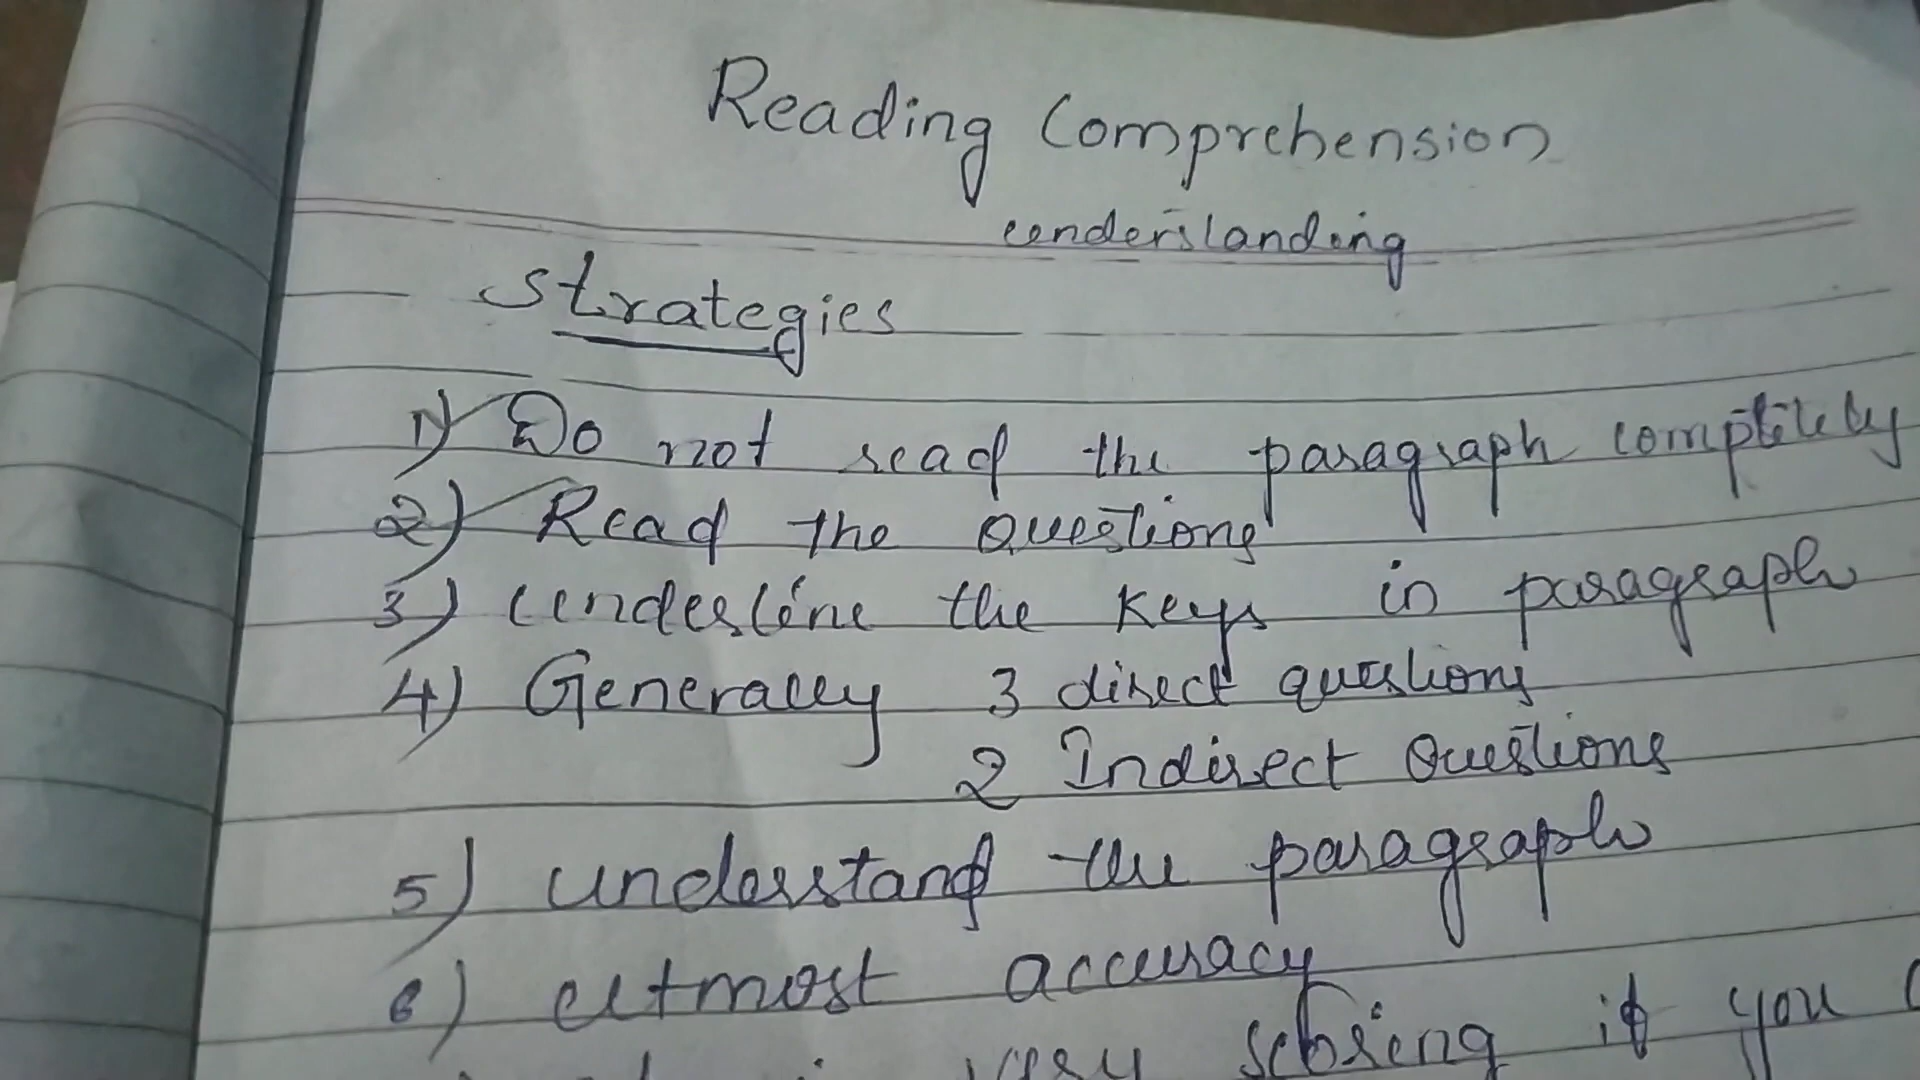 Reading Comprehension
understanding
Strategies
1) Do not read the paragraph completely
2) Read the Questions
3) Underline the keys in paragraph
4) Generally 3 direct questions
2 Indirect Questions
5) understand the paragraph
6) utmost accuracy
very scoring if you